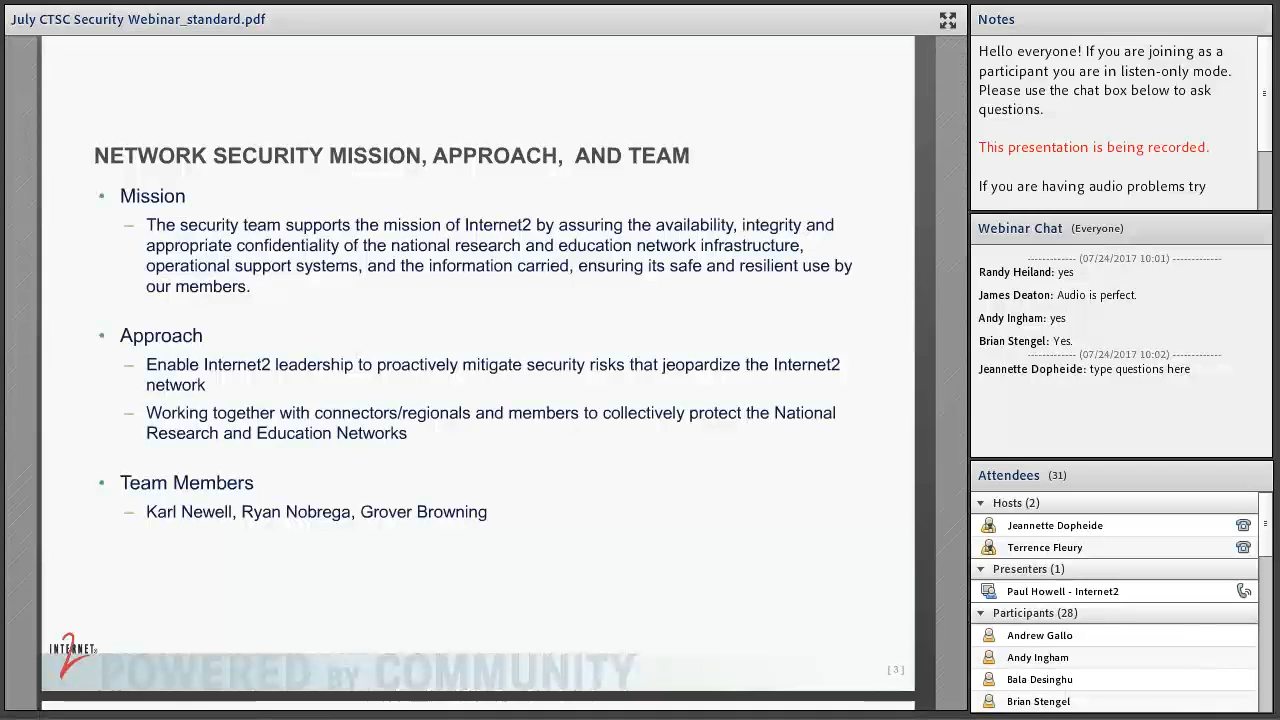 July CTSC Security Webinar_standard.pdf
NETWORK SECURITY MISSION, APPROACH, AND TEAM
• Mission
– The security team supports the mission of Internet2 by assuring the availability, integrity and
appropriate confidentiality of the national research and education network infrastructure,
operational support systems, and the information carried, ensuring its safe and resilient use by
our members.
• Approach
– Enable Internet2 leadership to proactively mitigate security risks that jeopardize the Internet2
network
– Working together with connectors/regionals and members to collectively protect the National
Research and Education Networks
• Team Members
– Karl Newell, Ryan Nobrega, Grover Browning
INTERNET
2
COMMUNITY
[ 3 ]
Notes
Hello everyone! If you are joining as a
participant you are in listen-only mode.
Please use the chat box below to ask
questions.
This presentation is being recorded.
If you are having audio problems try
Webinar Chat (Everyone)
------------- (07/24/2017 10:01) -------------
Randy Heiland: yes
James Deaton: Audio is perfect.
Andy Ingham: yes
Brian Stengel: Yes.
------------- (07/24/2017 10:02) -------------
Jeannette Dopheide: type questions here
Attendees (31)
Hosts (2)
Jeannette Dopheide
Terrence Fleury
Presenters (1)
Paul Howell - Internet2
Participants (28)
Andrew Gallo
Andy Ingham
Bala Desinghu
Brian Stengel